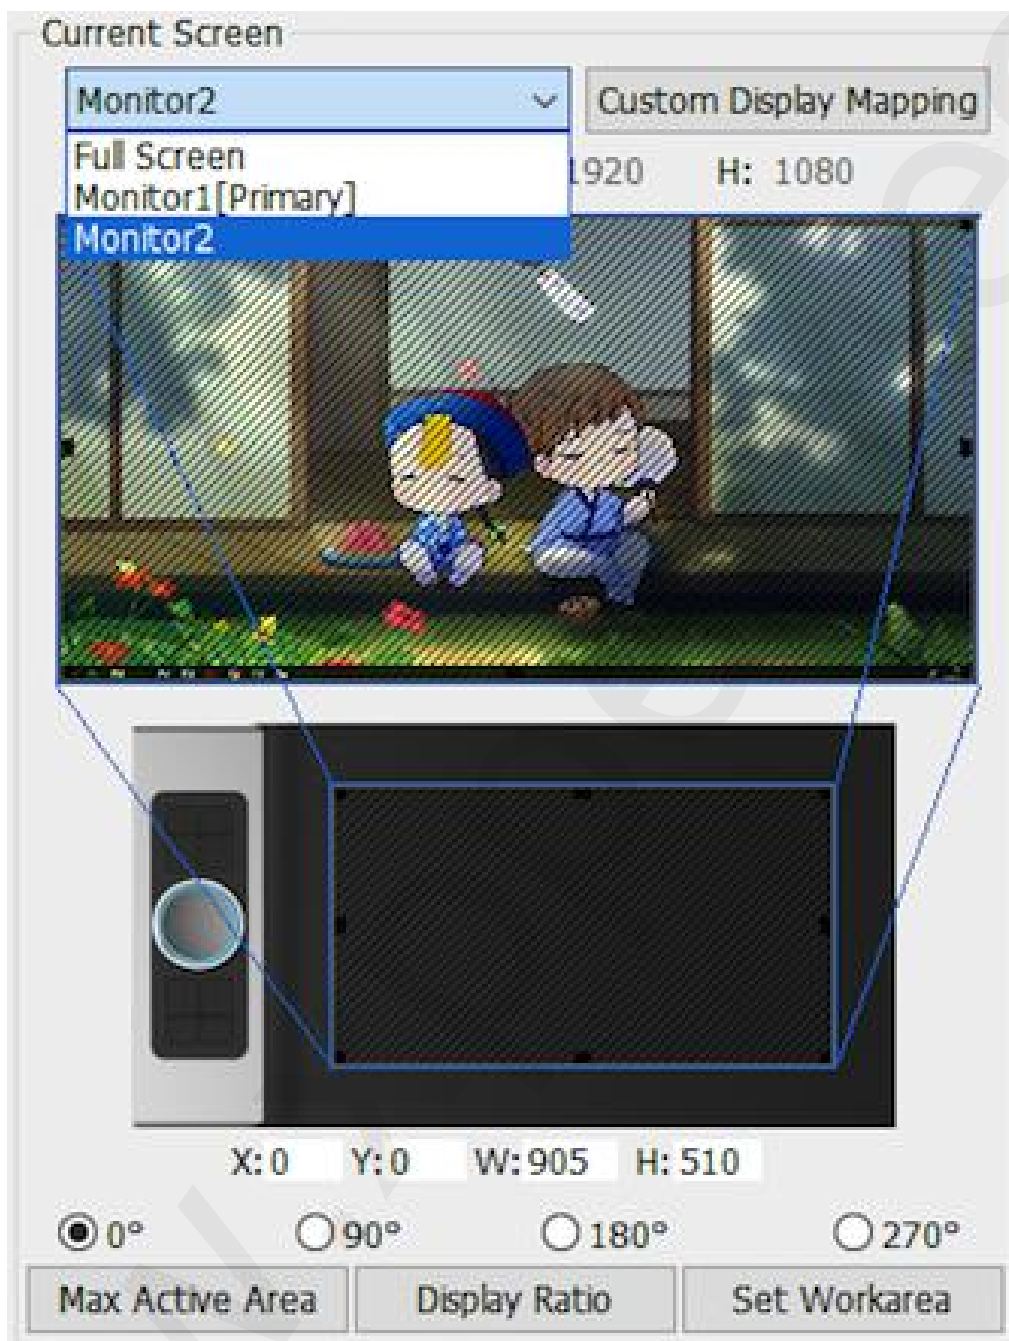 Current Screen
Monitor2 Custom Display Mapping
Full Screen
1920 H: 1080
Monitor1[Primary]
Monitor2
X: 0 Y: 0 W: 905 H: 510
0° 90° 180° 270°
Max Active Area Display Ratio Set Workarea